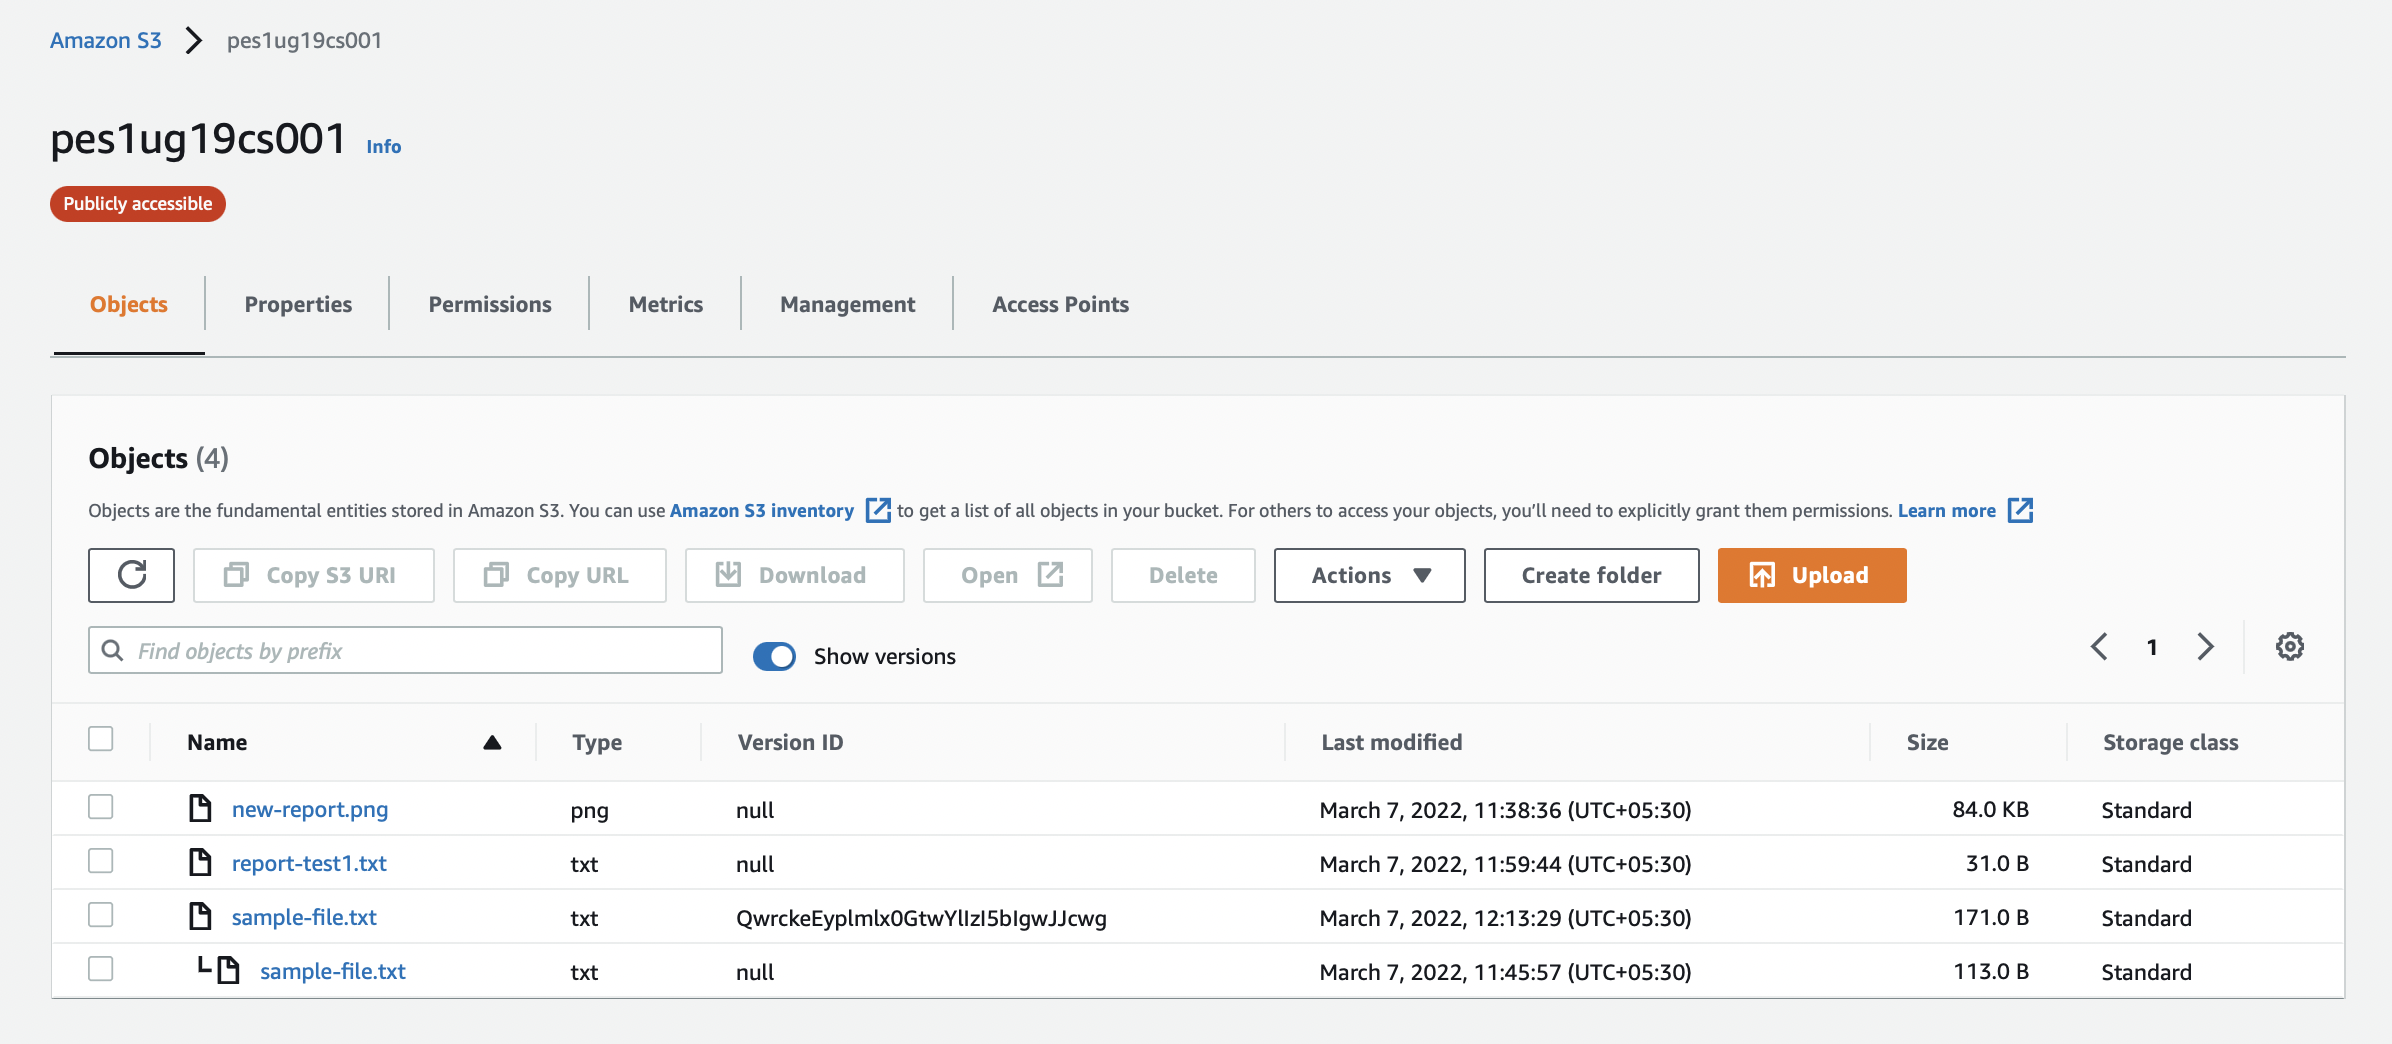 Amazon S3 pes1ug19cs001
pes1ug19cs001 Info
Publicly accessible
Objects Properties Permissions Metrics Management Access Points
Objects (4)
Objects are the fundamental entities stored in Amazon S3. You can use Amazon S3 inventory to get a list of all objects in your bucket. For others to access your objects, you'll need to explicitly grant them permissions. Learn more
Copy S3 URI Copy URL Download Open Delete Actions Create folder Upload
Find objects by prefix Show versions 1
Name Type Version ID Last modified Size Storage class
new-report.png png null March 7, 2022, 11:38:36 (UTC+05:30) 84.0 KB Standard
report-test1.txt txt null March 7, 2022, 11:59:44 (UTC+05:30) 31.0 B Standard
sample-file.txt txt QwrckeEyplmlx0GtwYlIzI5bIgwJJcwg March 7, 2022, 12:13:29 (UTC+05:30) 171.0 B Standard
sample-file.txt txt null March 7, 2022, 11:45:57 (UTC+05:30) 113.0 B Standard